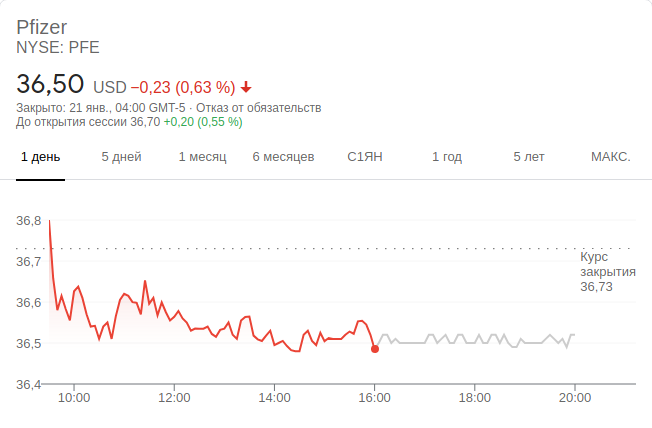 Pfizer
NYSE: PFE
36,50 USD −0,23 (0,63 %)
Закрыто: 21 янв., 04:00 GMT-5 · Отказ от обязательств
До открытия сессии 36,70 +0,20 (0,55 %)
1 день 5 дней 1 месяц 6 месяцев С1ЯН 1 год 5 лет МАКС.
36,8
36,7
36,6
36,5
36,4
Курс
закрытия
36,73
10:00 12:00 14:00 16:00 18:00 20:00